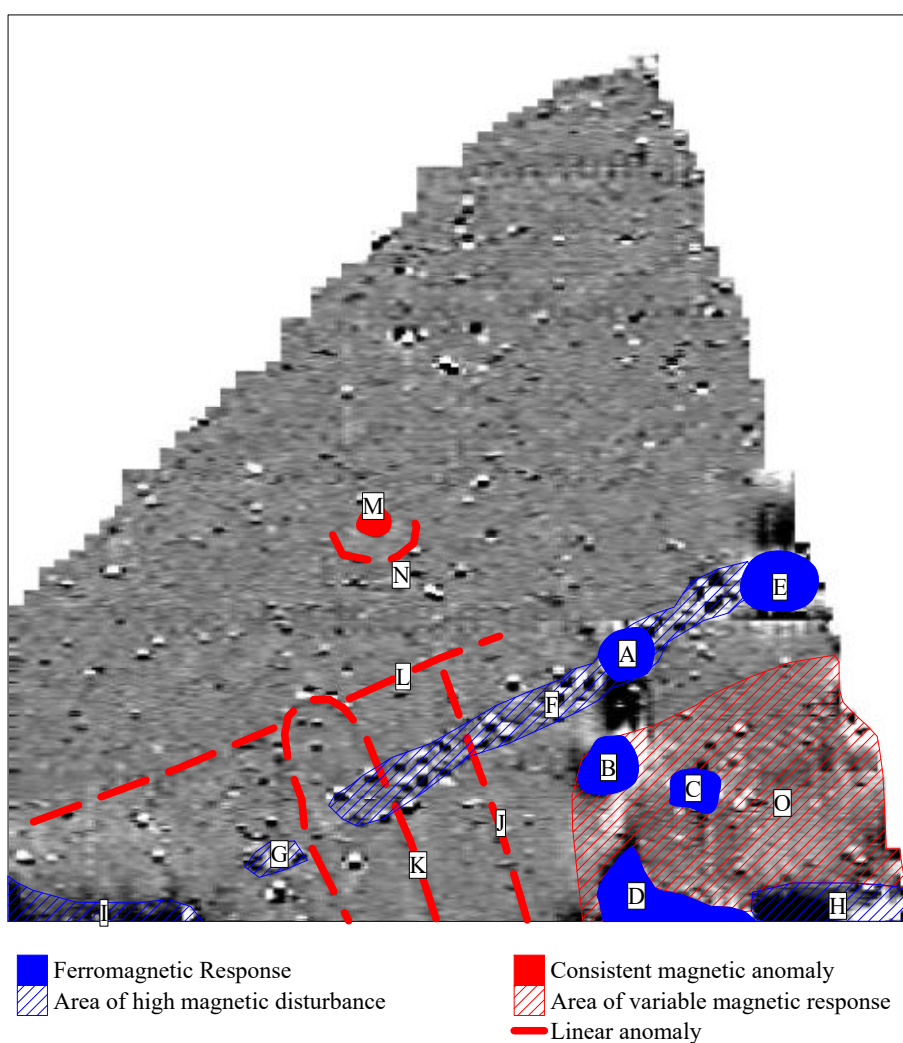 M
N
E
A
L
F
B
C
O
J
G
K
D
H
I
Ferromagnetic Response
Area of high magnetic disturbance
Consistent magnetic anomaly
Area of variable magnetic response
Linear anomaly